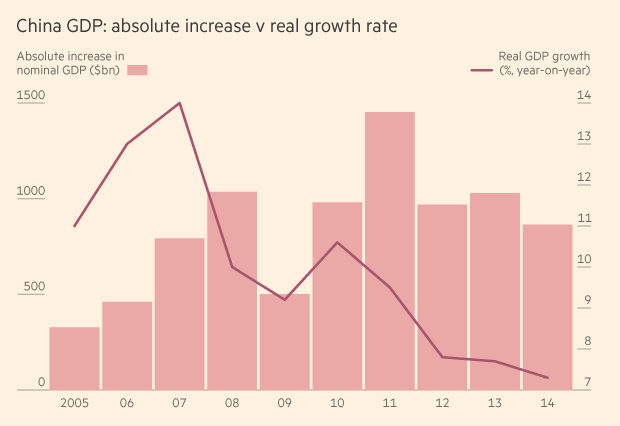 China GDP: absolute increase v real growth rate
Absolute increase in
nominal GDP ($bn)
Real GDP growth
(%, year-on-year)
1500
1000
500
0
14
13
12
11
10
9
8
7
2005 06 07 08 09 10 11 12 13 14